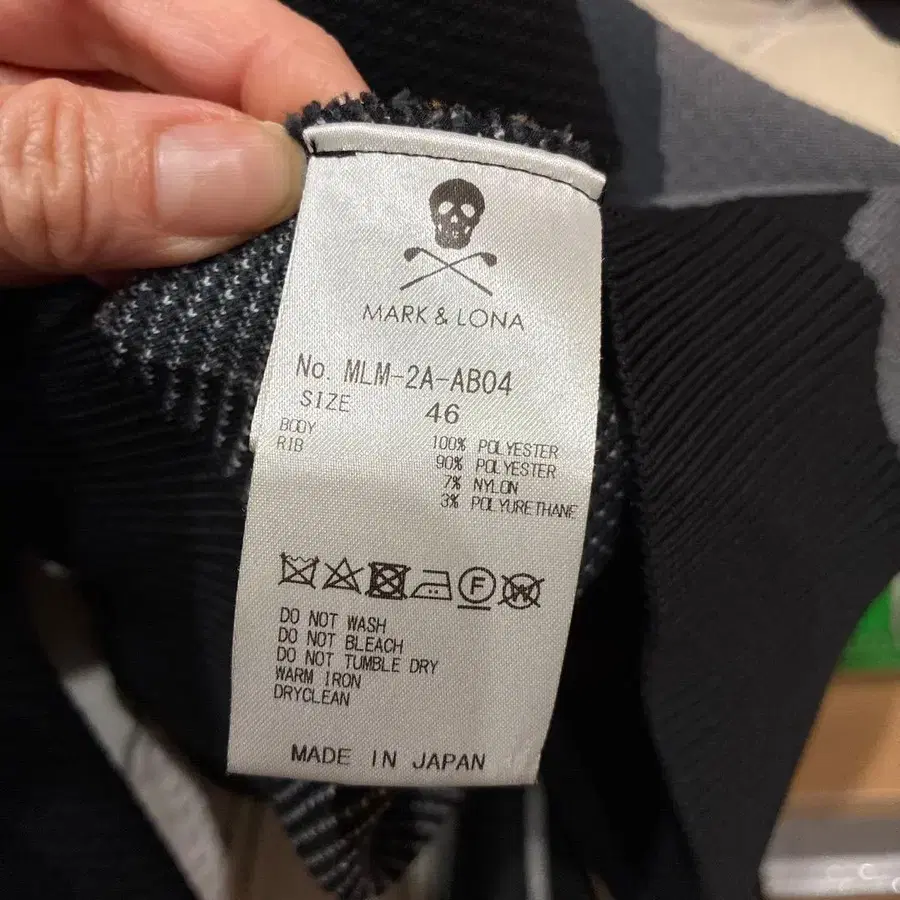 MARK & LONA
No. MLM-2A-AB04
SIZE 46
BODY 100% POLYESTER
RIB 90% POLYESTER
7% NYLON
3% POLYURETHANE
F W
DO NOT WASH
DO NOT BLEACH
DO NOT TUMBLE DRY
WARM IRON
DRYCLEAN
MADE IN JAPAN